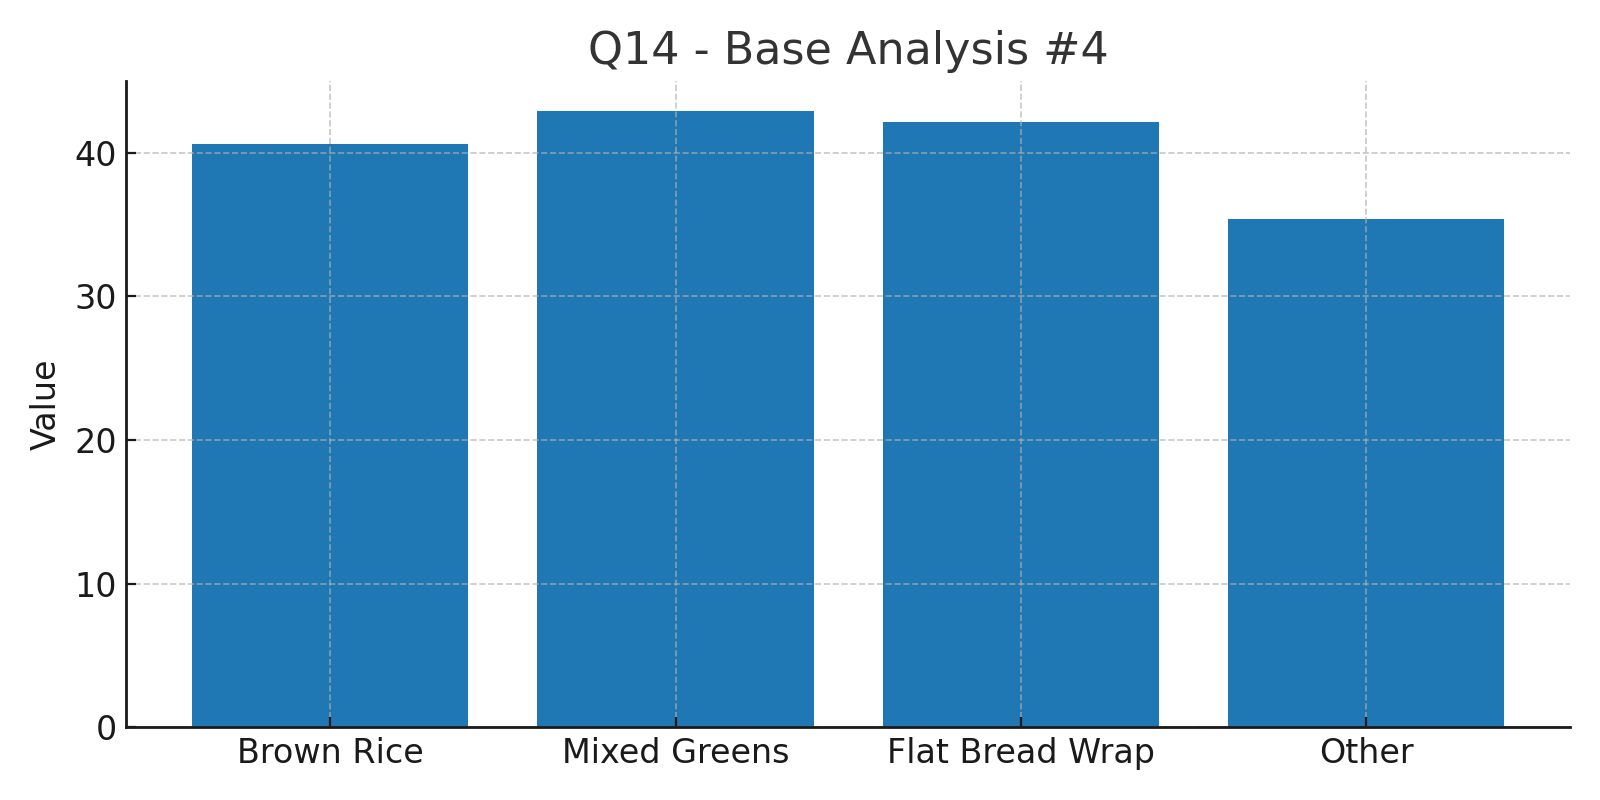 Q14 - Base Analysis #4
Value
40
30
20
10
0
Brown Rice
Mixed Greens
Flat Bread Wrap
Other